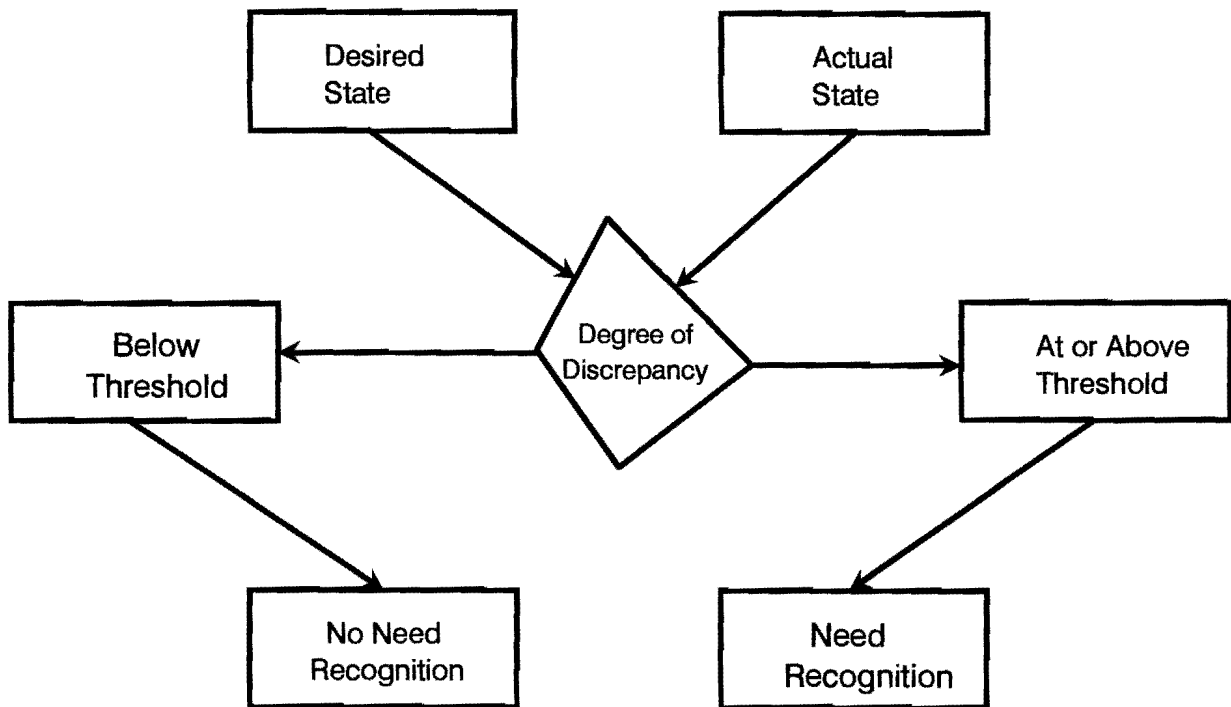 Desired
State
Actual
State
Degree of
Discrepancy
Below
Threshold
At or Above
Threshold
No Need
Recognition
Need
Recognition